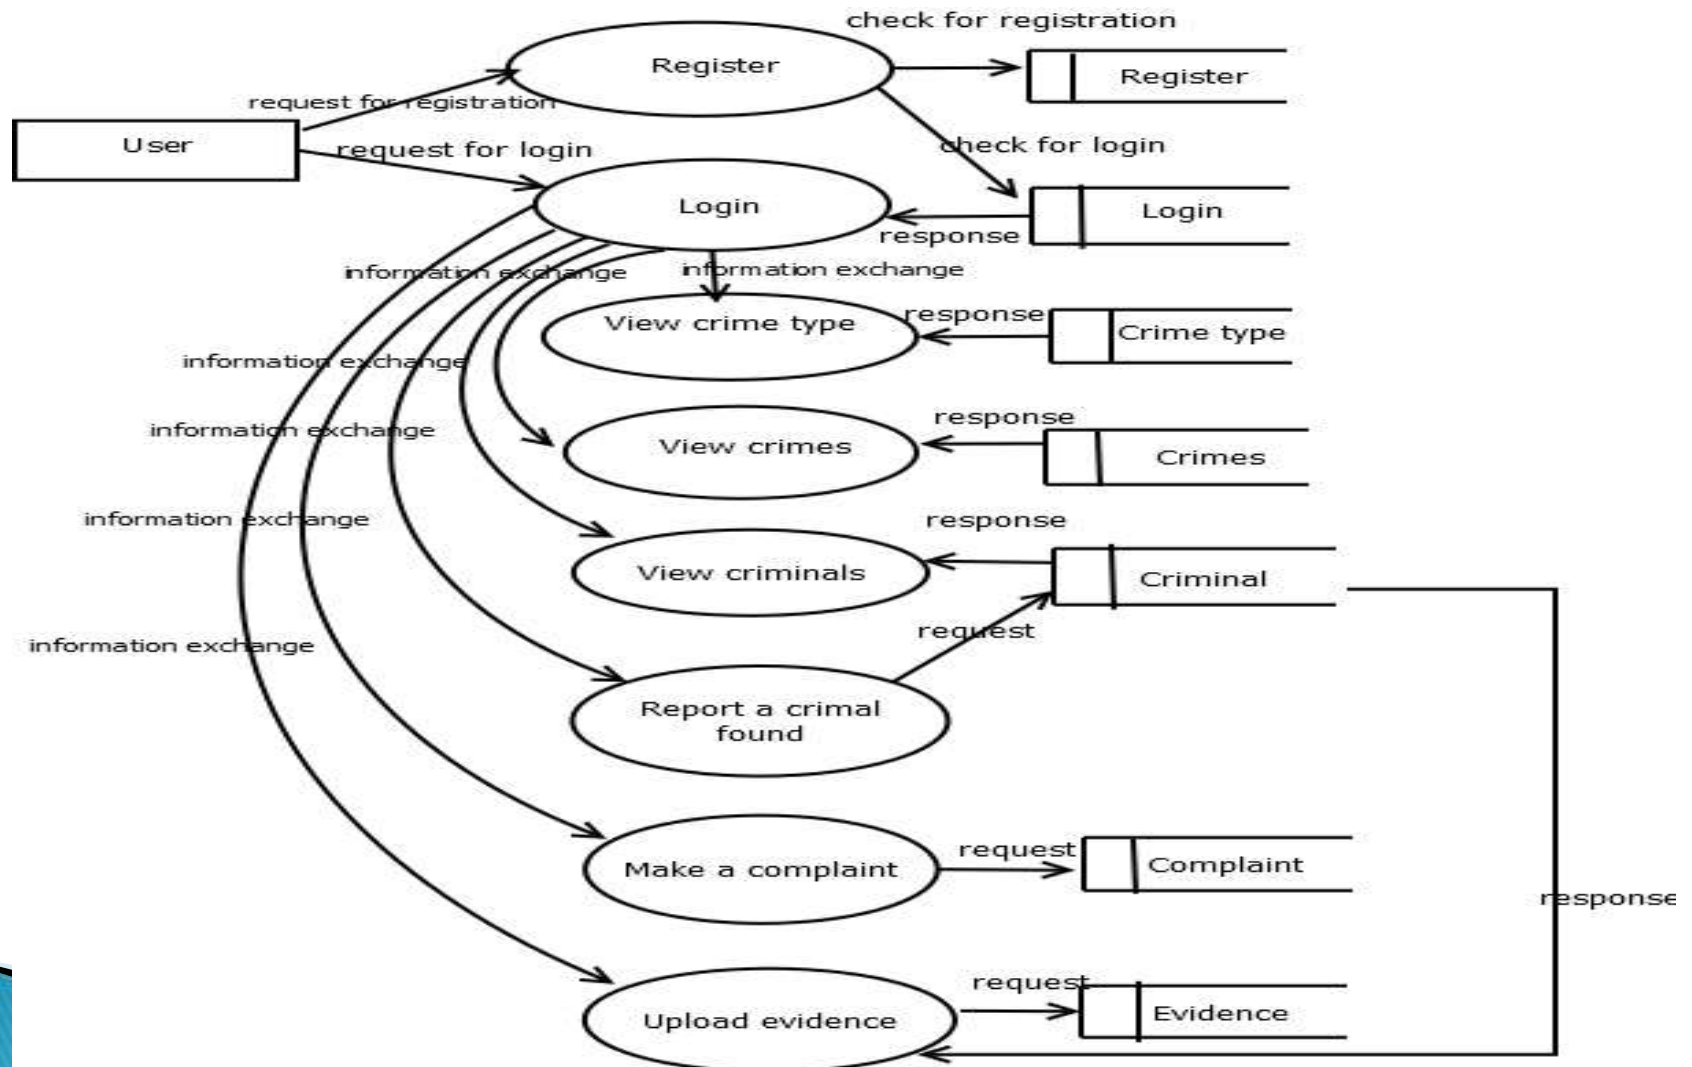 check for registration
Register
Register
request for registration
User
request for login
check for login
Login
Login
response
information exchange
information exchange
View crime type
response
Crime type
information exchange
response
View crimes
Crimes
information exchange
response
information exchange
View criminals
Criminal
request
information exchange
Report a crimal
found
request
Make a complaint
Complaint
response
request
Upload evidence
Evidence